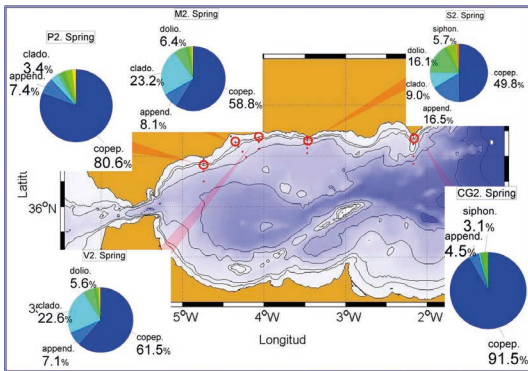 P2. Spring
clado.
3.4%
append.
7.4%
copep.
80.6%
M2. Spring
dolio.
6.4%
clado.
23.2%
append.
8.1%
copep.
58.8%
S2. Spring
siphon.
5.7%
dolio.
16.1%
clado.
9.0%
append.
16.5%
copep.
49.8%
Latit
36°N
V2. Spring
dolio.
5.6%
clado.
22.6%
append.
7.1%
copep.
61.5%
CG2. Spring
siphon.
3.1%
append.
4.5%
copep.
91.5%
5°W
4°W
3°W
2°W
Longitud